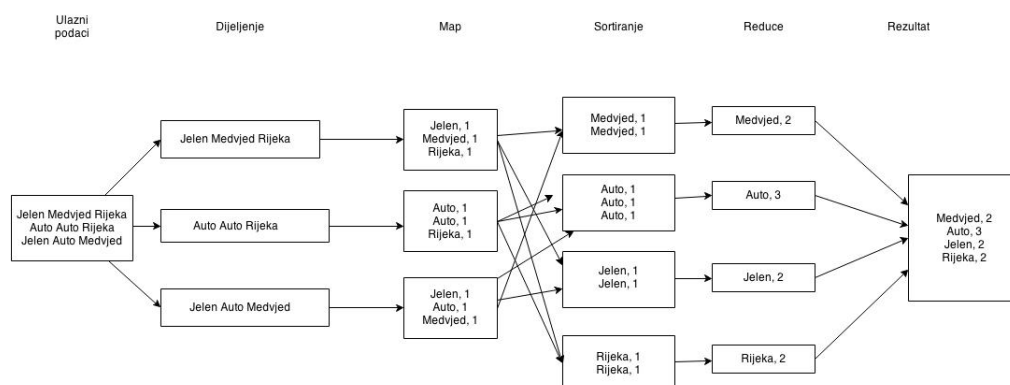 Ulazni
podaci
Dijeljenje
Map
Sortiranje
Reduce
Rezultat
Jelen Medvjed Rijeka
Auto Auto Rijeka
Jelen Auto Medvjed
Jelen Medvjed Rijeka
Auto Auto Rijeka
Jelen Auto Medvjed
Jelen, 1
Medvjed, 1
Rijeka, 1
Auto, 1
Auto, 1
Rijeka, 1
Jelen, 1
Auto, 1
Medvjed, 1
Medvjed, 1
Medvjed, 1
Auto, 1
Auto, 1
Auto, 1
Jelen, 1
Jelen, 1
Rijeka, 1
Rijeka, 1
Medvjed, 2
Auto, 3
Jelen, 2
Rijeka, 2
Medvjed, 2
Auto, 3
Jelen, 2
Rijeka, 2